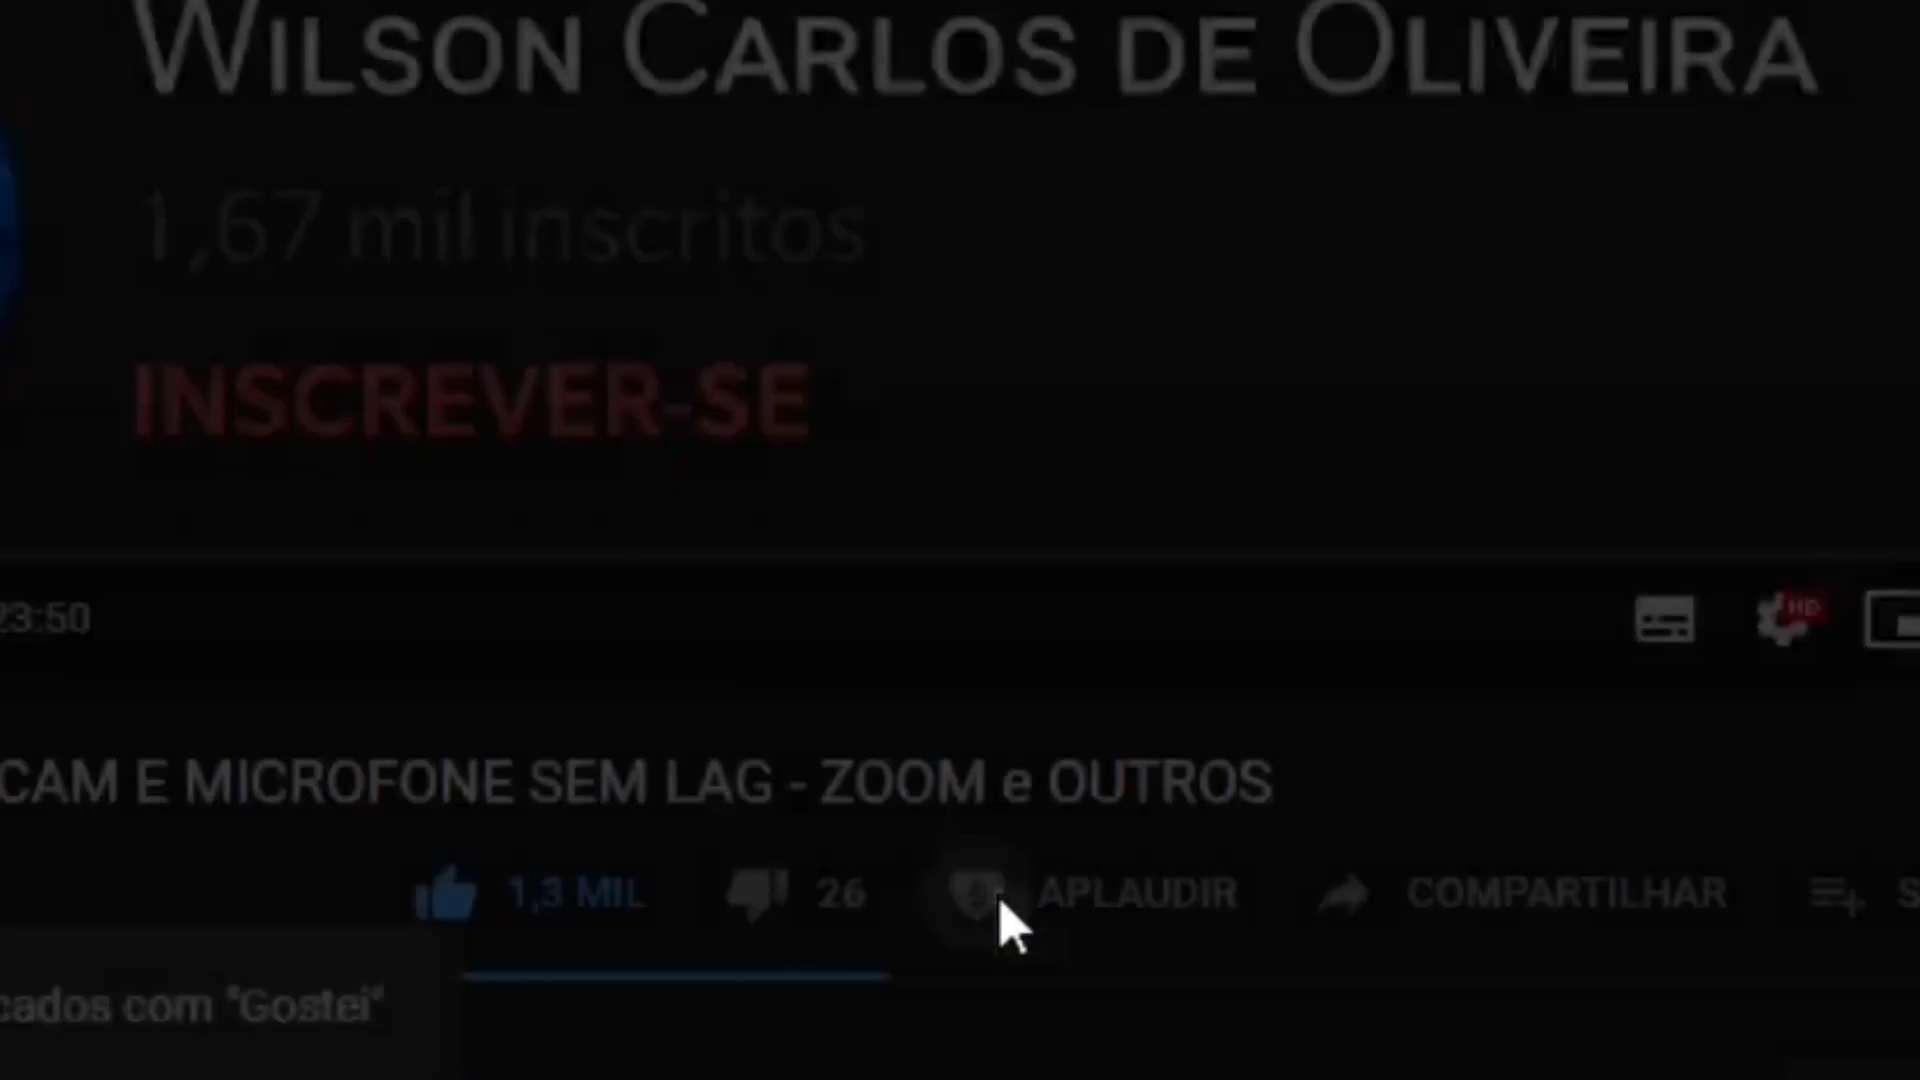 WILSON CARLOS DE OLIVEIRA
1,67 mil inscritos
INSCREVER-SE
23:50
HD
CAM E MICROFONE SEM LAG - ZOOM e OUTROS
1,3 MIL 26 APLAUDIR COMPARTILHAR S
cados com "Gostei"